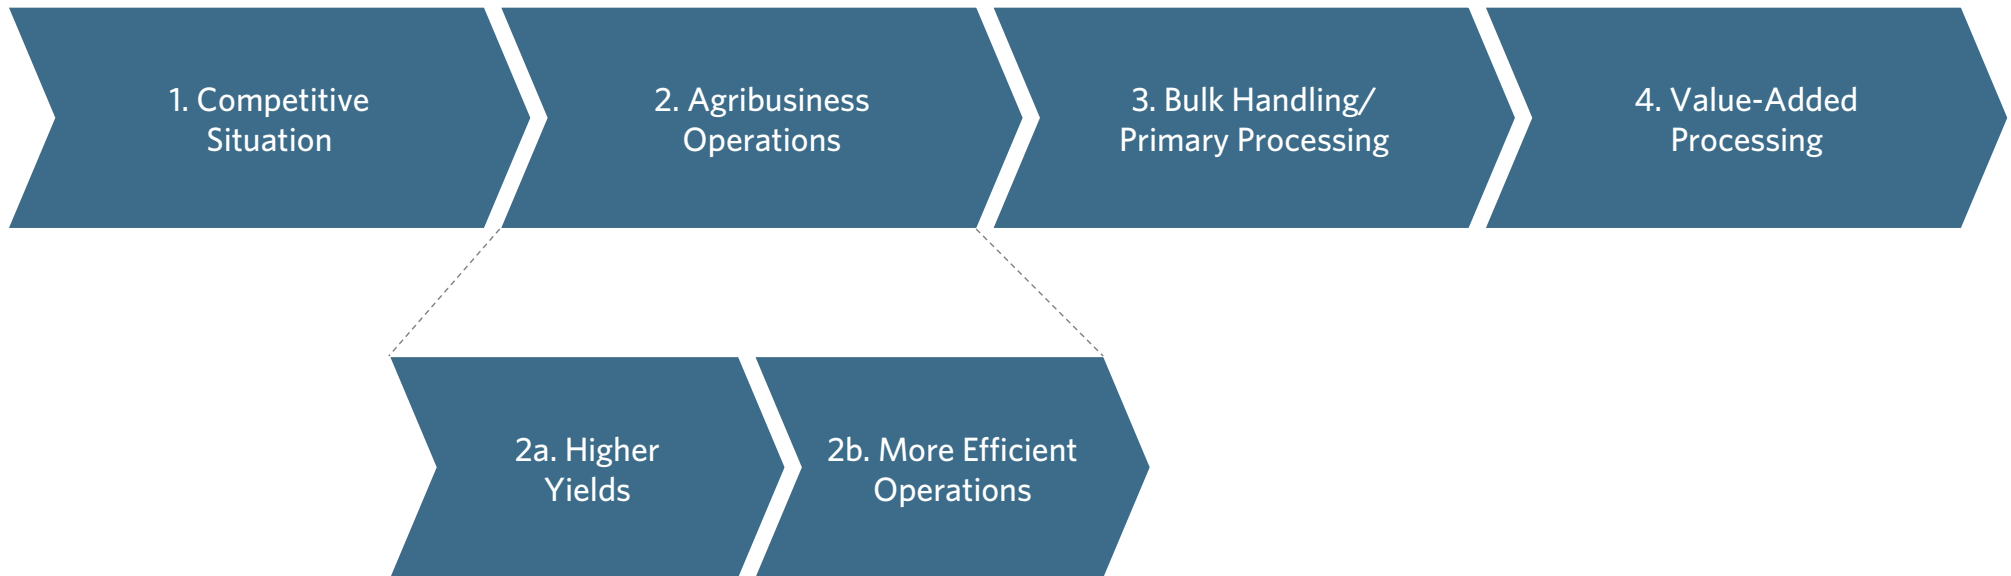 1. Competitive
Situation
2. Agribusiness
Operations
3. Bulk Handling/
Primary Processing
4. Value-Added
Processing
2a. Higher
Yields
2b. More Efficient
Operations